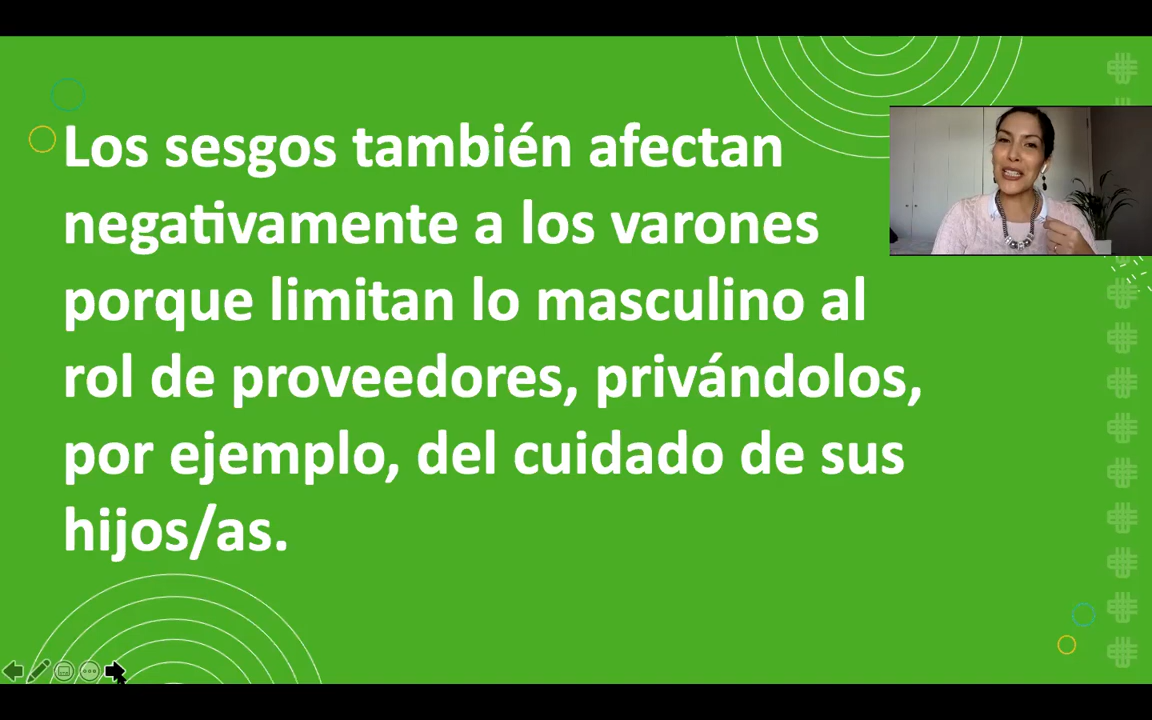 Los sesgos también afectan
negativamente a los varones
porque limitan lo masculino al
rol de proveedores, privándolos,
por ejemplo, del cuidado de sus
hijos/as.